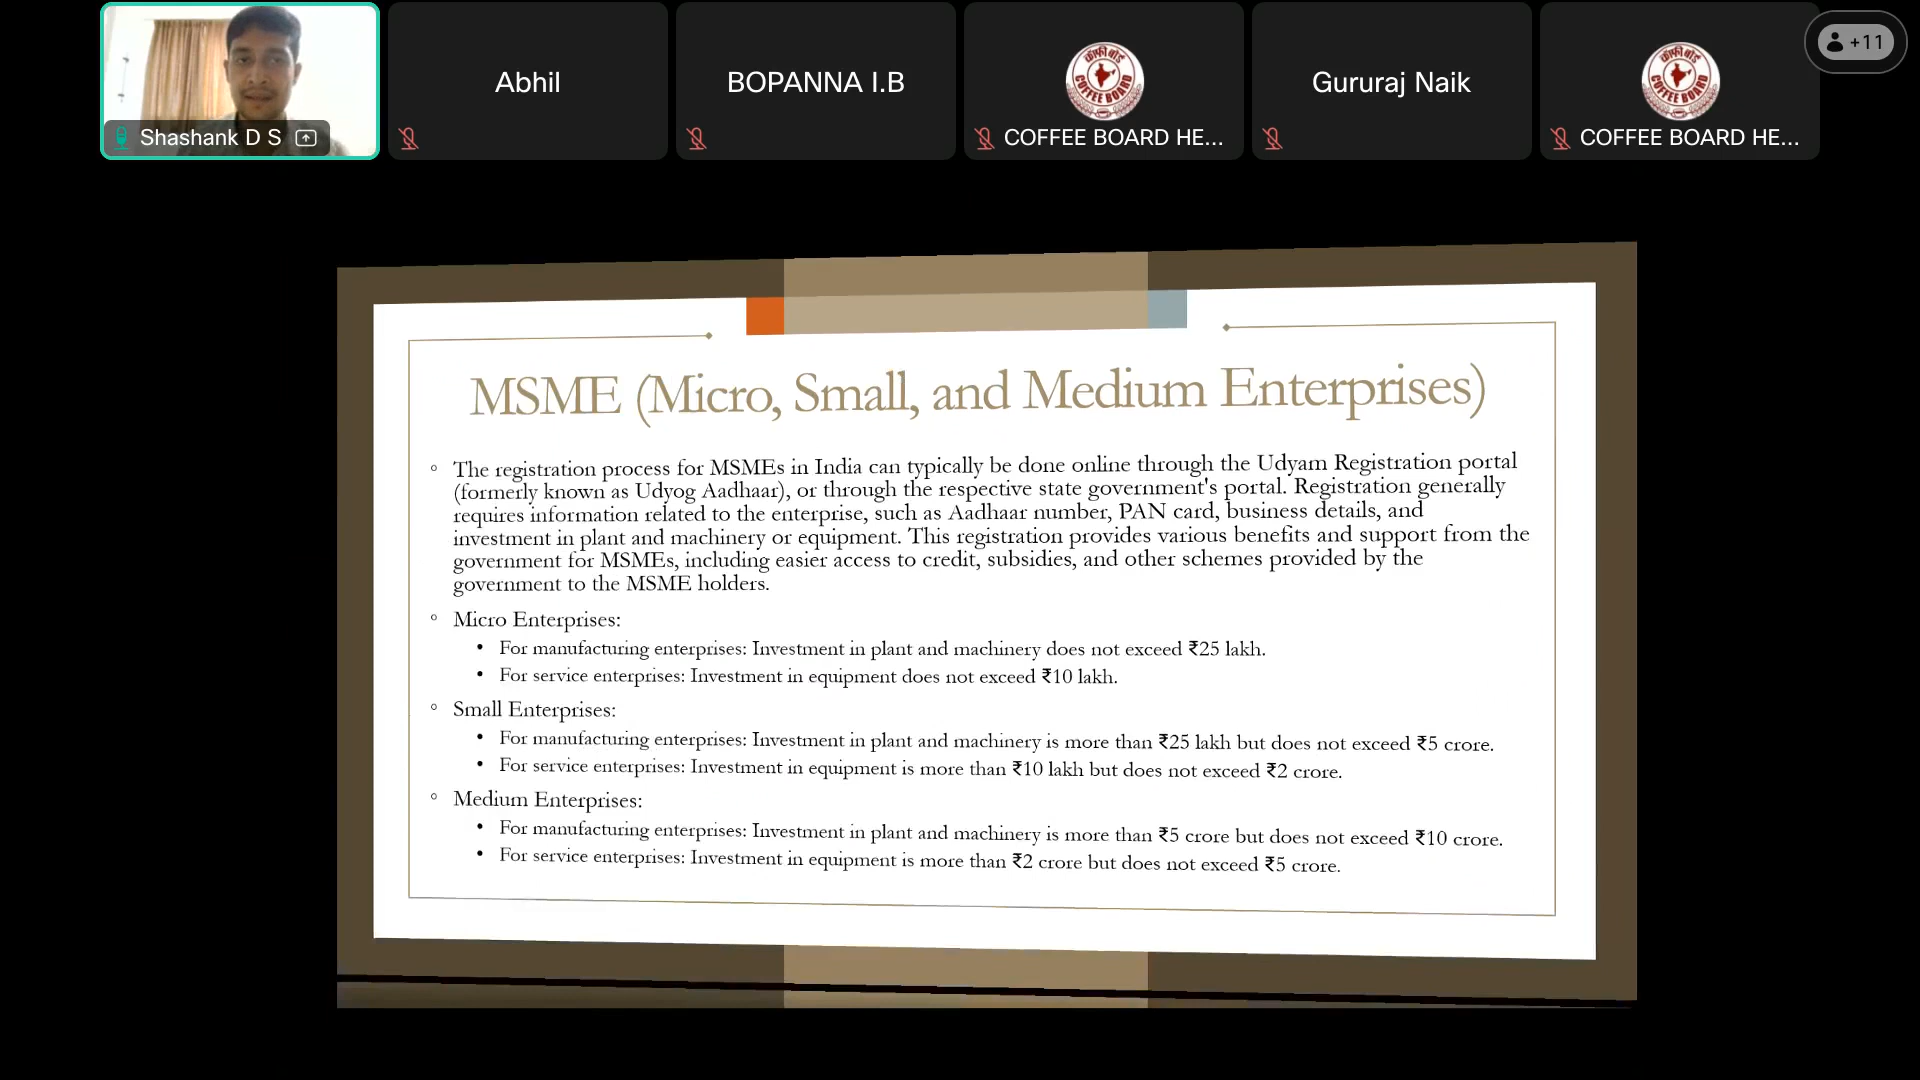 Shashank D S
Abhil
BOPANNA I.B
कॉफी बोर्ड
COFFEE BOARD
COFFEE BOARD HE...
Gururaj Naik
कॉफी बोर्ड
COFFEE BOARD
COFFEE BOARD HE...
+11
MSME (Micro, Small, and Medium Enterprises)
The registration process for MSMEs in India can typically be done online through the Udyam Registration portal
(formerly known as Udyog Aadhaar), or through the respective state government's portal. Registration generally
requires information related to the enterprise, such as Aadhaar number, PAN card, business details, and
investment in plant and machinery or equipment. This registration provides various benefits and support from the
government for MSMEs, including easier access to credit, subsidies, and other schemes provided by the
government to the MSME holders.
Micro Enterprises:
• For manufacturing enterprises: Investment in plant and machinery does not exceed ₹25 lakh.
• For service enterprises: Investment in equipment does not exceed ₹10 lakh.
Small Enterprises:
• For manufacturing enterprises: Investment in plant and machinery is more than ₹25 lakh but does not exceed ₹5 crore.
• For service enterprises: Investment in equipment is more than ₹10 lakh but does not exceed ₹2 crore.
Medium Enterprises:
• For manufacturing enterprises: Investment in plant and machinery is more than ₹5 crore but does not exceed ₹10 crore.
• For service enterprises: Investment in equipment is more than ₹2 crore but does not exceed ₹5 crore.